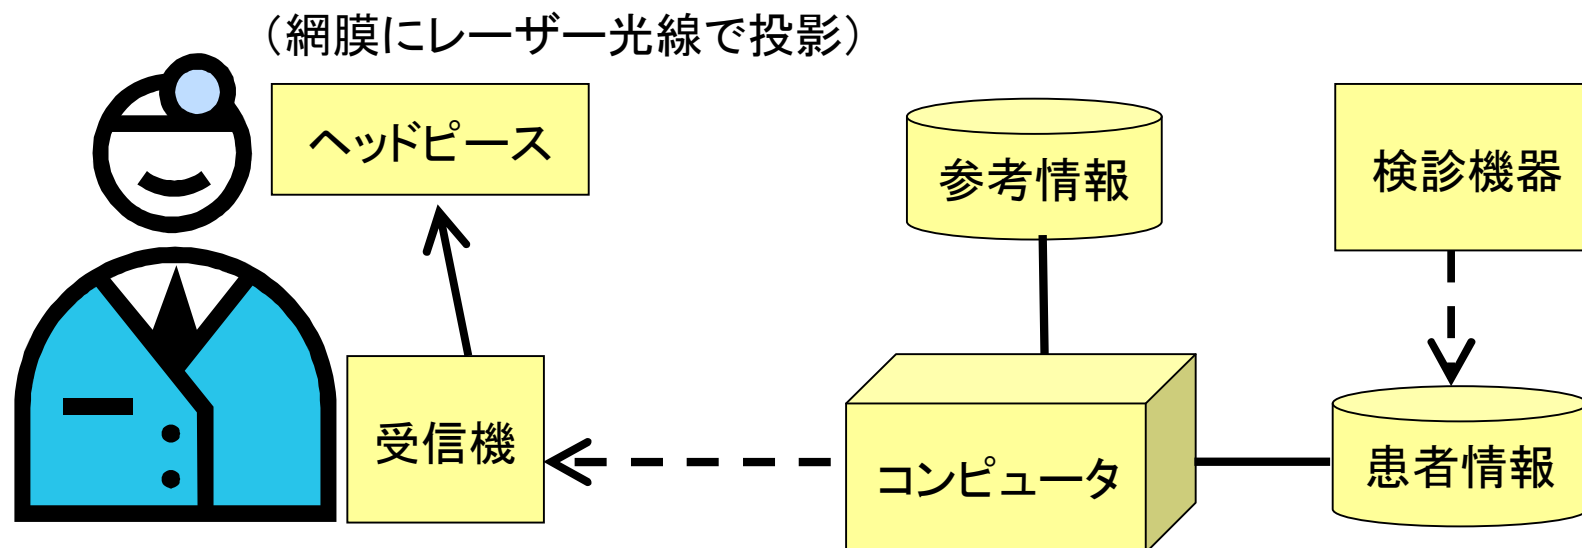 （網膜にレーザー光線で投影）
ヘッドピース
参考情報
検診機器
受信機
コンピュータ
患者情報